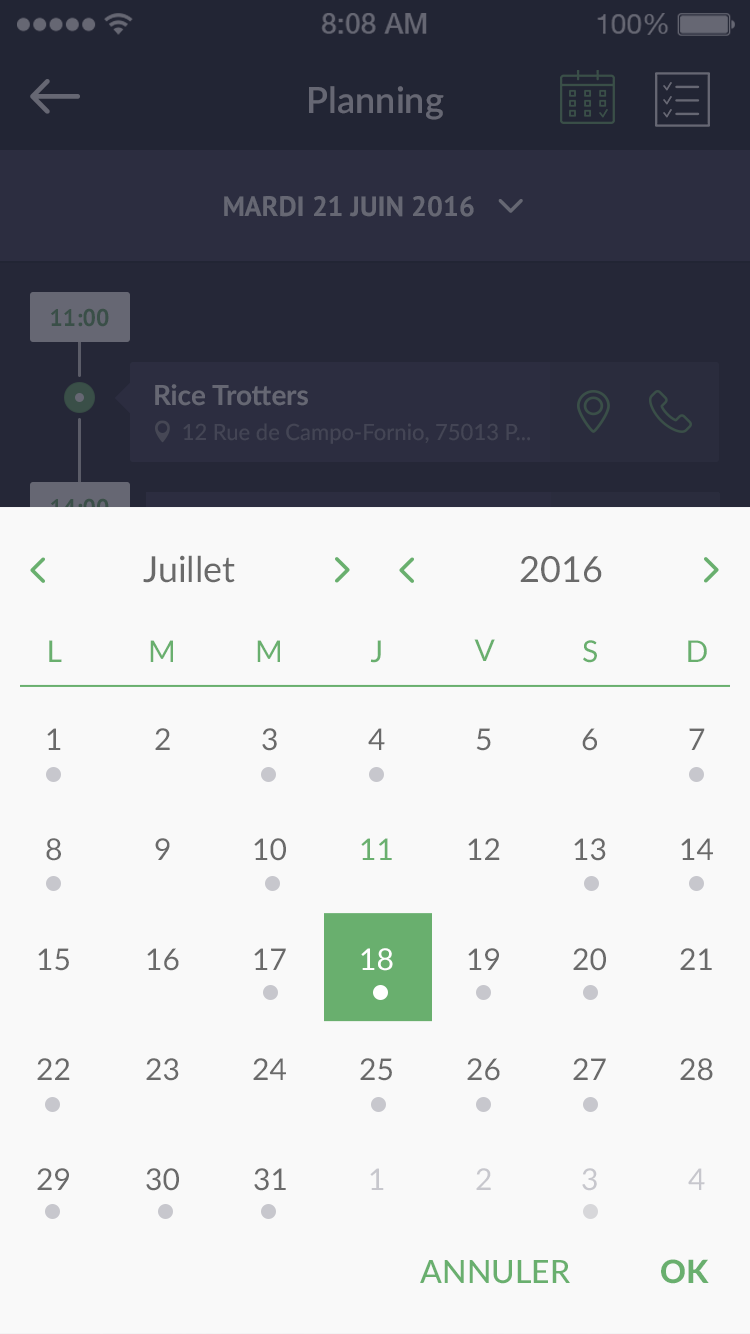 8:08 AM 100%
Planning
MARDI 21 JUIN 2016
11:00
Rice Trotters
12 Rue de Campo-Fornio, 75013 P...
14:00
Juillet 2016
L M M J V S D
1 2 3 4 5 6 7
8 9 10 11 12 13 14
15 16 17 18 19 20 21
22 23 24 25 26 27 28
29 30 31 1 2 3 4
ANNULER OK